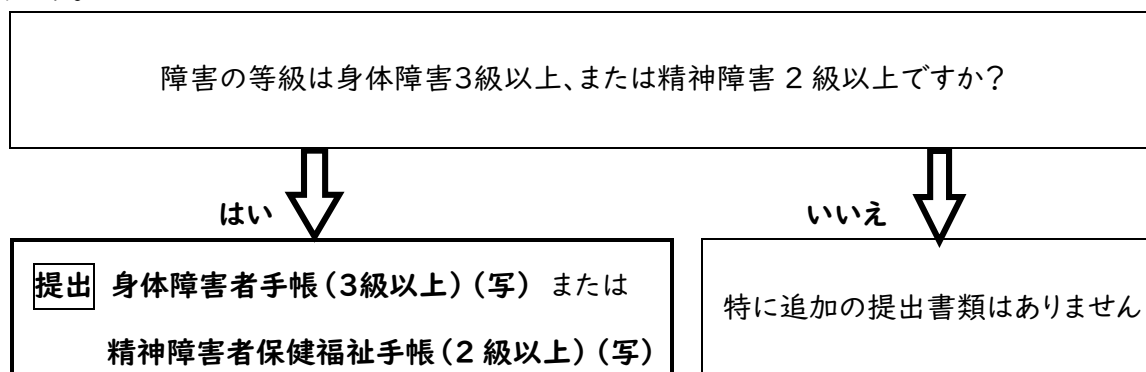 障害の等級は身体障害3級以上、または精神障害 2 級以上ですか？
はい
いいえ
提出 身体障害者手帳(3級以上)(写) または
精神障害者保健福祉手帳(2 級以上)(写)
特に追加の提出書類はありません